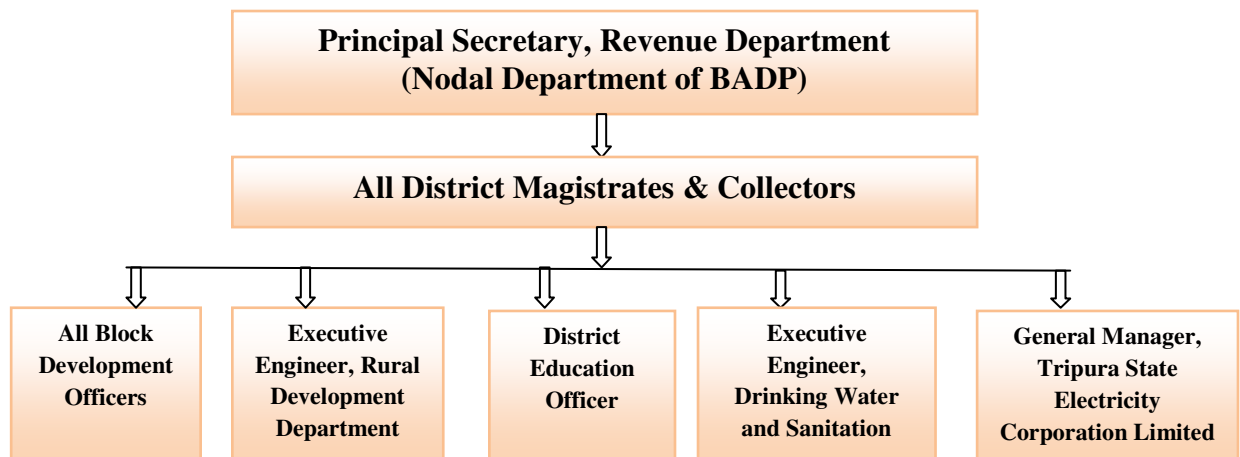 Principal Secretary, Revenue Department
(Nodal Department of BADP)
All District Magistrates & Collectors
All Block
Development
Officers
Executive
Engineer, Rural
Development
Department
District
Education
Officer
Executive
Engineer,
Drinking Water
and Sanitation
General Manager,
Tripura State
Electricity
Corporation Limited